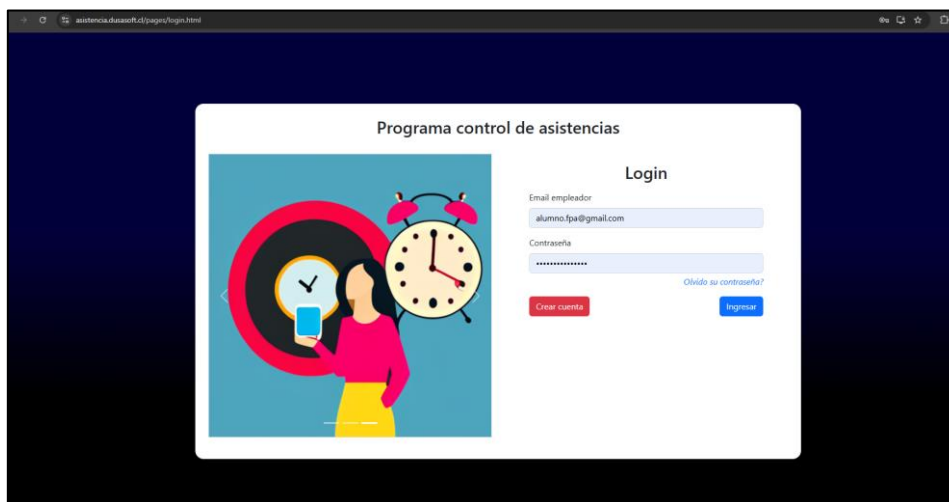 asistencia.dusasoft.cl/pages/login.html
Programa control de asistencias
Login
Email empleador
alumno.fpa@gmail.com
Contraseña
•••••••••••••••
Olvido su contraseña?
Crear cuenta
Ingresar